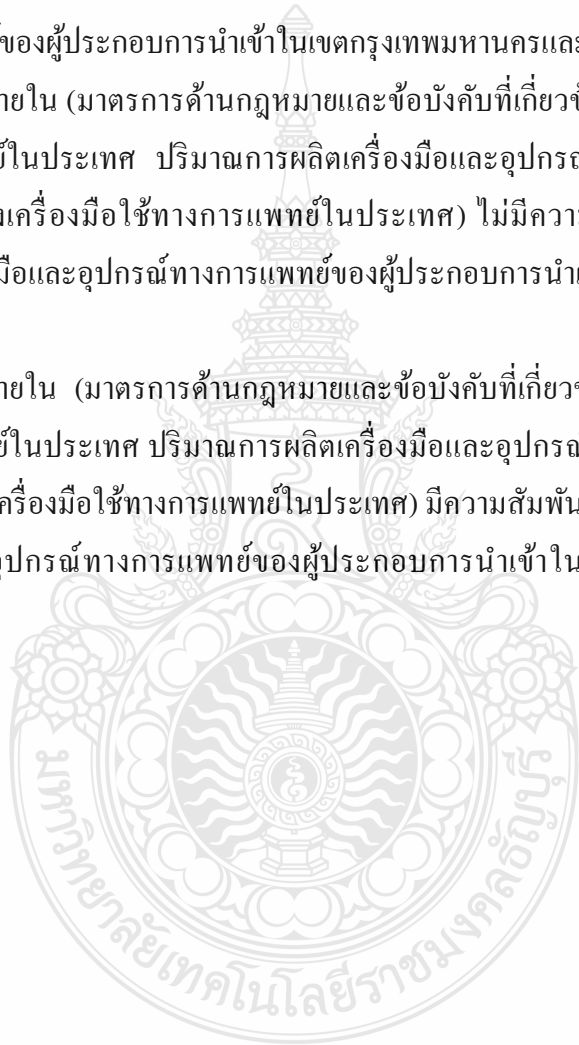 ของผู้ประกอบการนำเข้าในเขตกรุงเทพมหานครและ
ายใน (มาตรการด้านกฎหมายและข้อบังคับที่เกี่ยวข้
ย์ในประเทศ ปริมาณการผลิตเครื่องมือและอุปกรณ
งเครื่องมือใช้ทางการแพทย์ในประเทศ) ไม่มีความ
มือและอุปกรณ์ทางการแพทย์ของผู้ประกอบการนำเ
ายใน (มาตรการด้านกฎหมายและข้อบังคับที่เกี่ยวข
ย์ในประเทศ ปริมาณการผลิตเครื่องมือและอุปกรณ
ครื่องมือใช้ทางการแพทย์ในประเทศ) มีความสัมพัน
ุปกรณ์ทางการแพทย์ของผู้ประกอบการนำเข้าใน
มหาวิทยาลัยเทคโนโลยีราชมงคลธัญบุรี